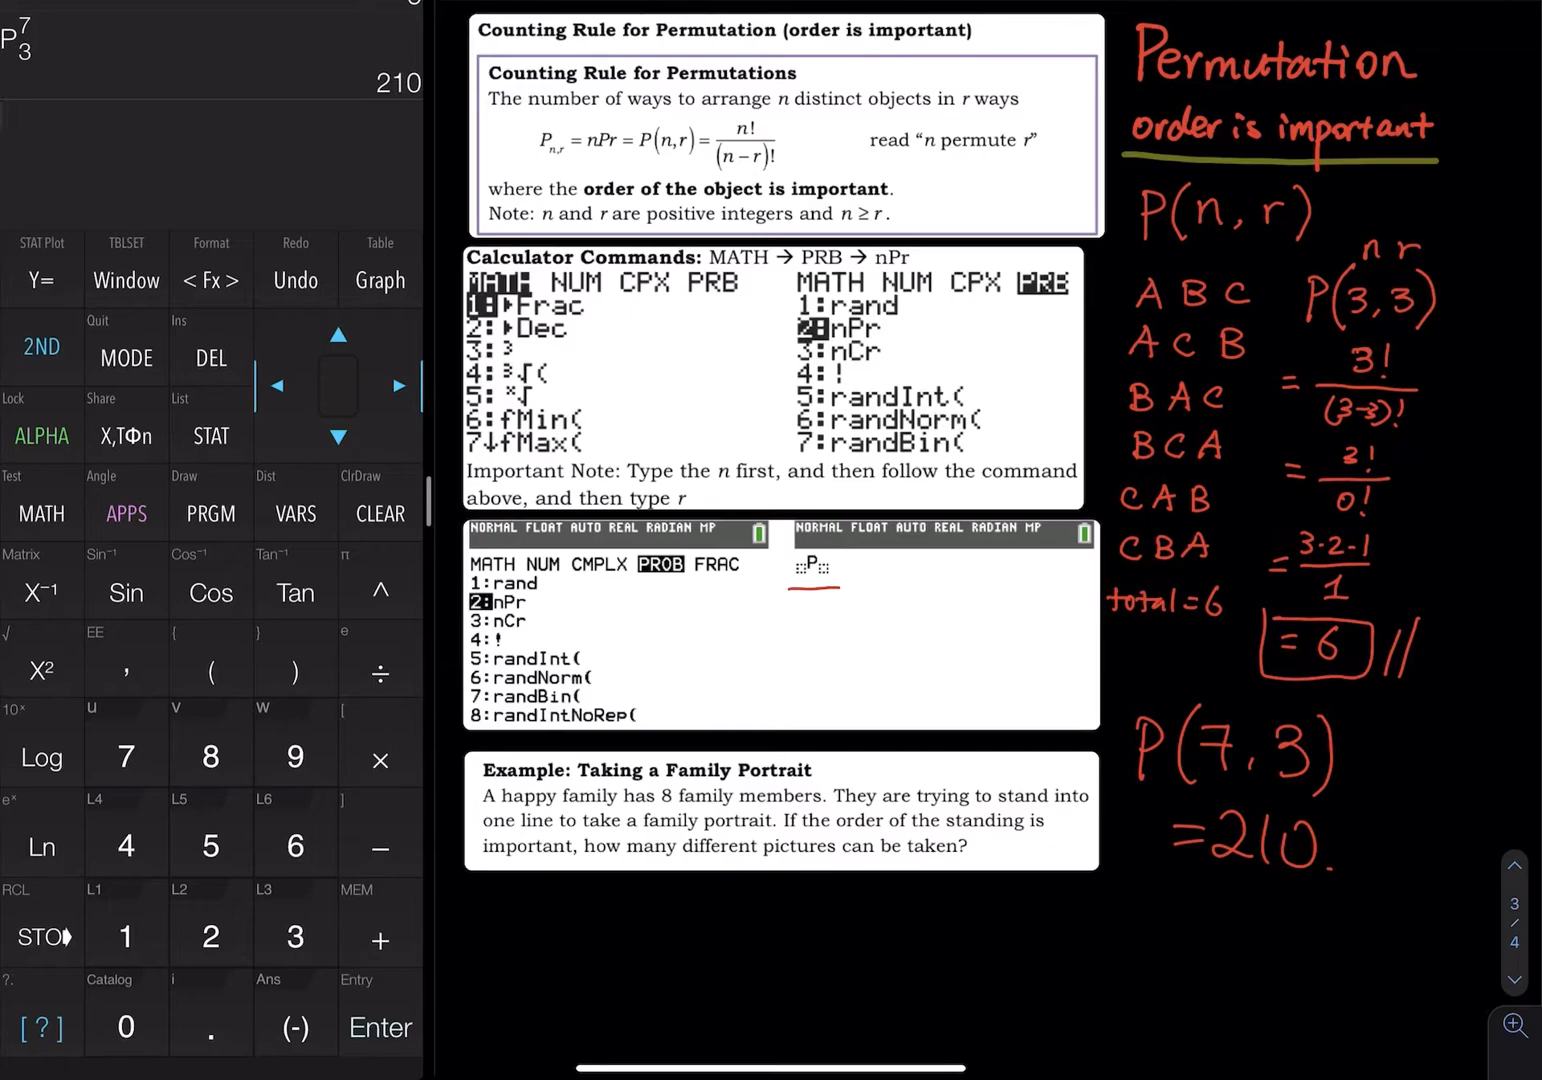 P 7 3
210
STAT Plot TBLSET Format Redo Table
Y= Window < Fx > Undo Graph
Quit Ins
2ND MODE DEL
Lock Share List
ALPHA X,TΦn STAT
Test Angle Draw Dist ClrDraw
MATH APPS PRGM VARS CLEAR
Matrix Sin⁻¹ Cos⁻¹ Tan⁻¹ π
X⁻¹ Sin Cos Tan ^
√ EE { } e
X² , ( ) ÷
10ˣ u v w [
Log 7 8 9 ×
eˣ L4 L5 L6 ]
Ln 4 5 6 −
RCL L1 L2 L3 MEM
STO 1 2 3 +
?. Catalog i Ans Entry
[ ? ] 0 . (-) Enter
Counting Rule for Permutation (order is important)
Counting Rule for Permutations
The number of ways to arrange n distinct objects in r ways
Pn,r = nPr = P(n,r) = n! / (n − r)! read “n permute r”
where the order of the object is important.
Note: n and r are positive integers and n ≥ r.
Calculator Commands: MATH → PRB → nPr
MATH NUM CPX PRB
1:▸Frac
2:▸Dec
3:³
4:³√(
5:ˣ√
6:fMin(
7↓fMax(
MATH NUM CPX PRB
1:rand
2:nPr
3:nCr
4:!
5:randInt(
6:randNorm(
7:randBin(
Important Note: Type the n first, and then follow the command
above, and then type r
NORMAL FLOAT AUTO REAL RADIAN MP
MATH NUM CMPLX PROB FRAC
1:rand
2:nPr
3:nCr
4:!
5:randInt(
6:randNorm(
7:randBin(
8:randIntNoRep(
NORMAL FLOAT AUTO REAL RADIAN MP
P
Example: Taking a Family Portrait
A happy family has 8 family members. They are trying to stand into
one line to take a family portrait. If the order of the standing is
important, how many different pictures can be taken?
Permutation
order is important
P(n, r)
A B C
A C B
B A C
B C A
C A B
C B A
total = 6
n r
P(3,3)
= 3! / (3-3)!
= 3! / 0!
= 3·2·1 / 1
= 6 //
P(7,3)
= 210.
3
/
4